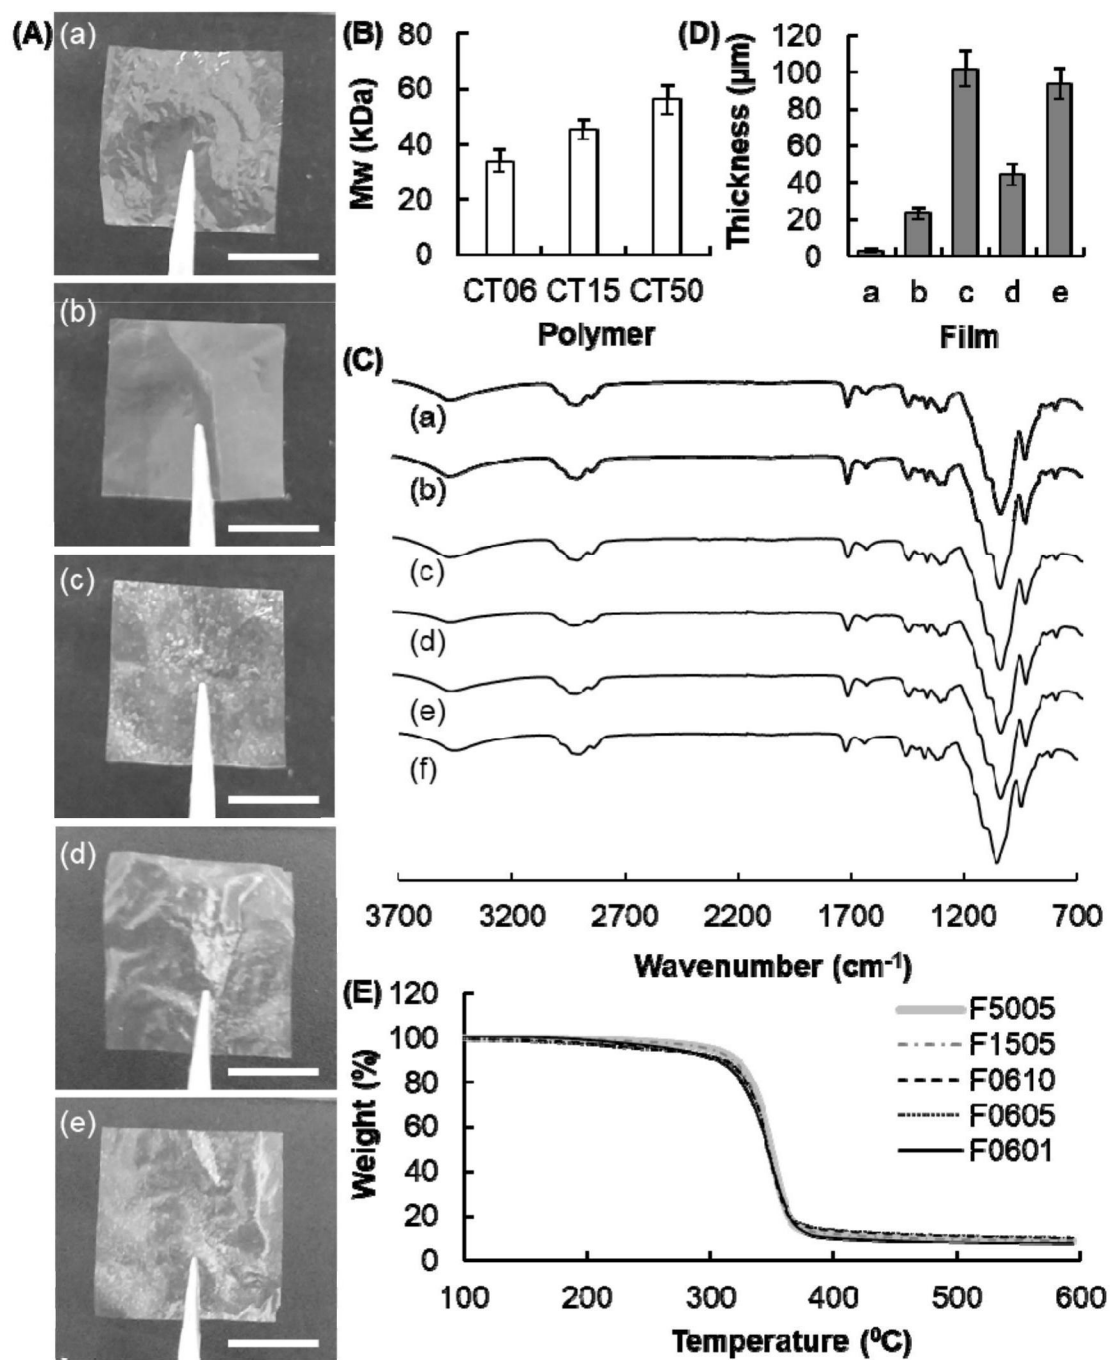 (A)
(a)
(b)
(c)
(d)
(e)
(B)
80
60
40
20
0
Mw (kDa)
CT06 CT15 CT50
Polymer
(D)
120
100
80
60
40
20
0
Thickness (µm)
a b c d e
Film
(C)
(a)
(b)
(c)
(d)
(e)
(f)
3700 3200 2700 2200 1700 1200 700
Wavenumber (cm⁻¹)
(E)
120
100
80
60
40
20
0
Weight (%)
F5005
F1505
F0610
F0605
F0601
100 200 300 400 500 600
Temperature (⁰C)